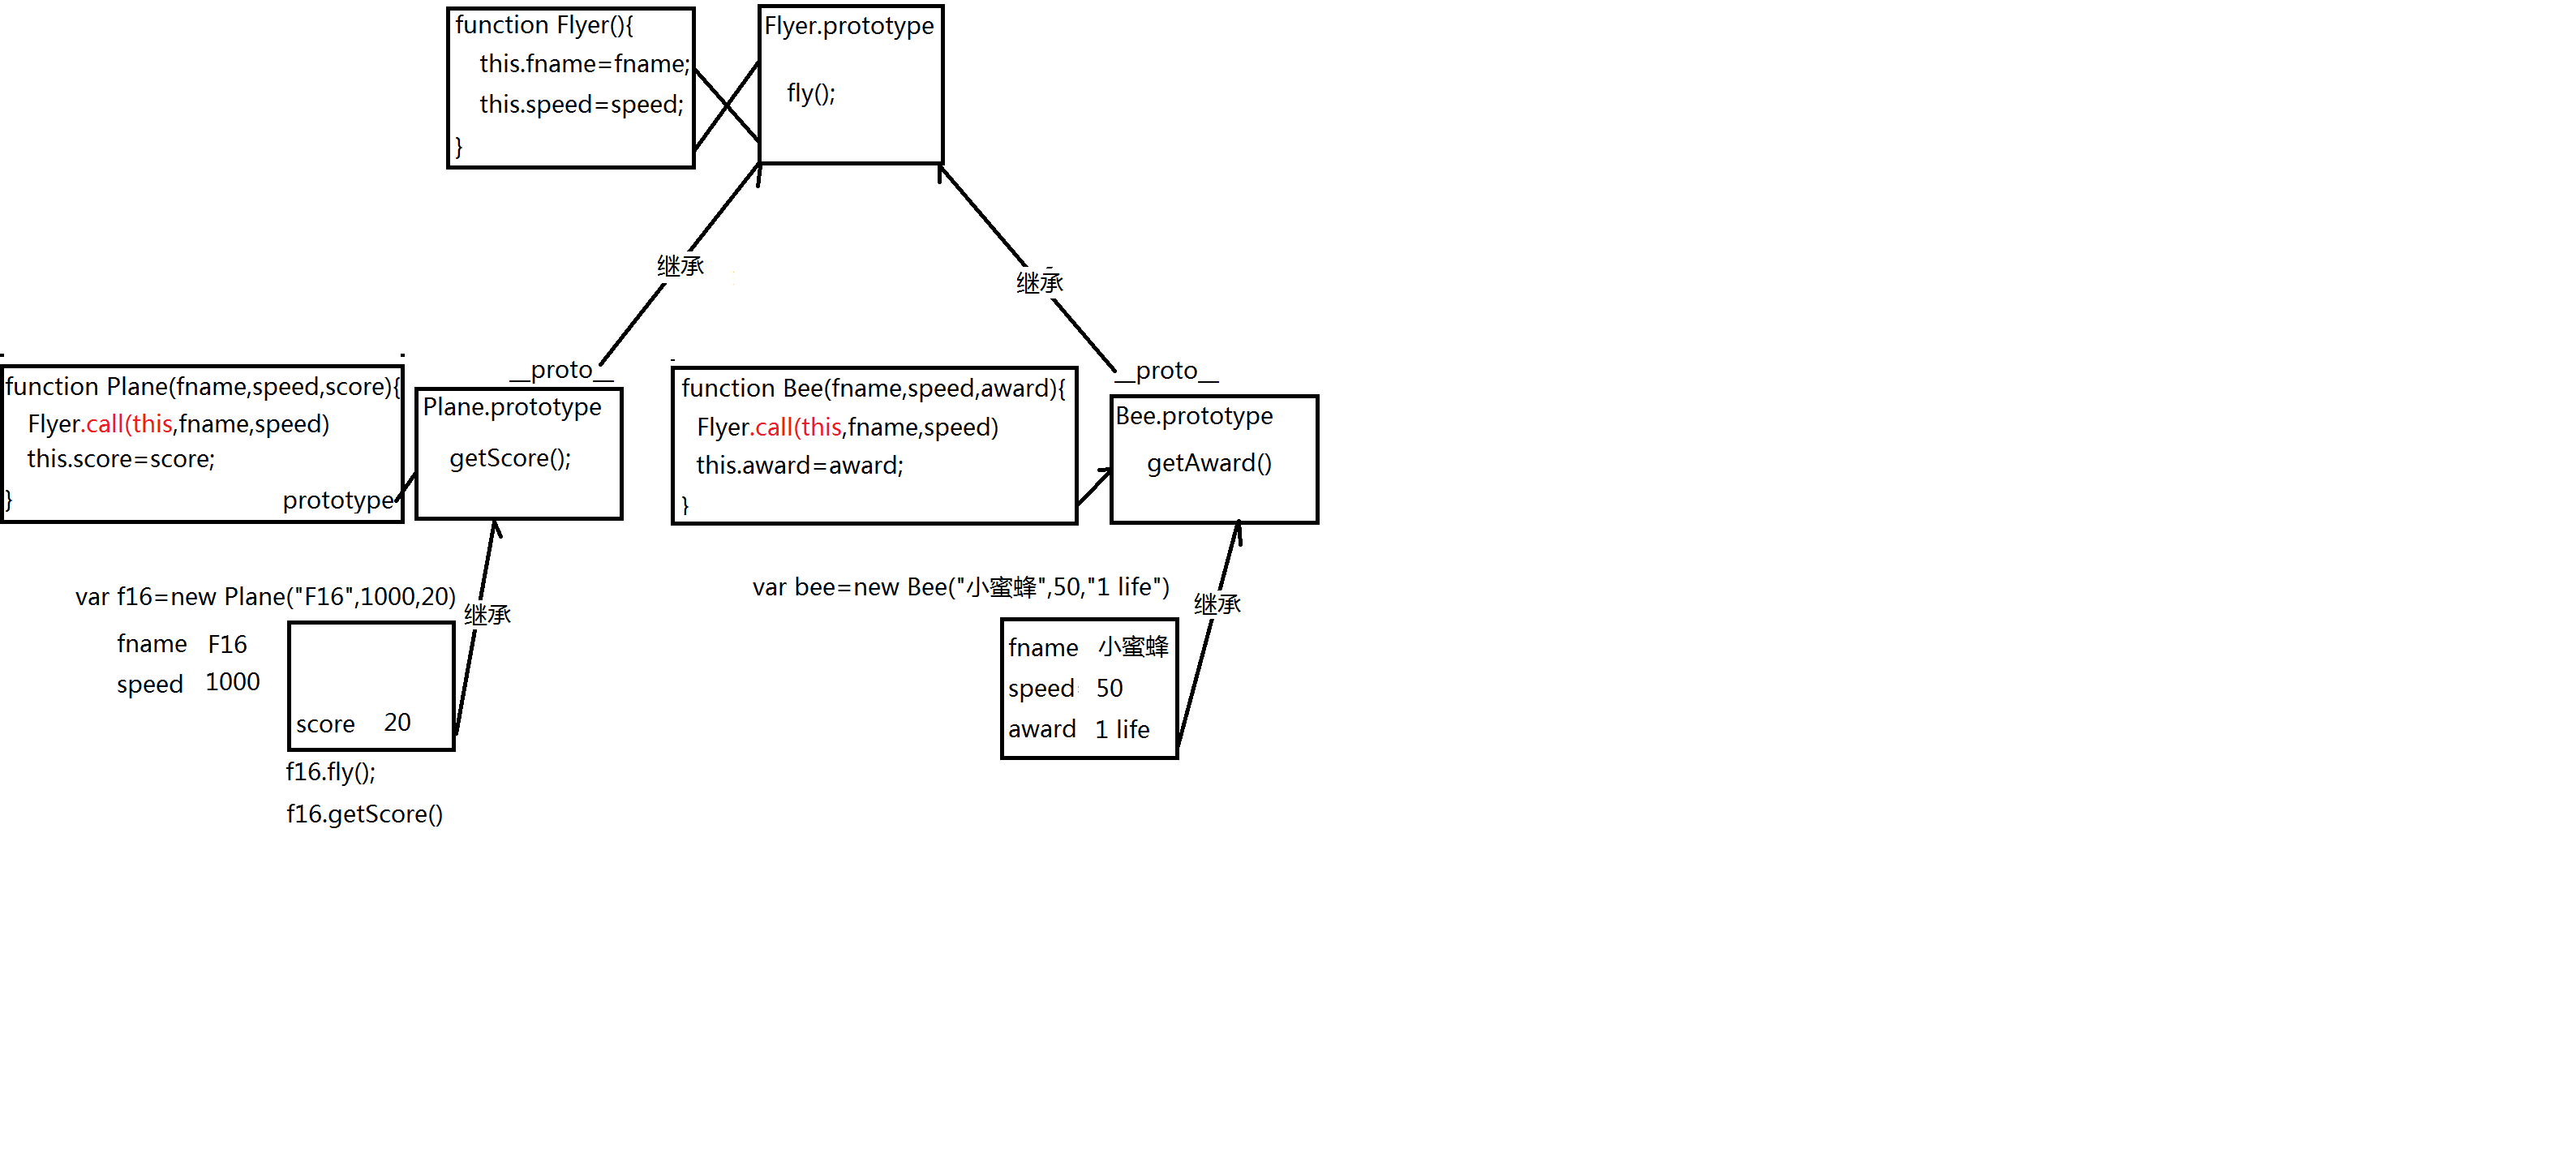 function Flyer(){
this.fname=fname;
this.speed=speed;
}
Flyer.prototype
fly();
继承
继承
__proto__
__proto__
function Plane(fname,speed,score){
Flyer.call(this,fname,speed)
this.score=score;
}
prototype
Plane.prototype
getScore();
function Bee(fname,speed,award){
Flyer.call(this,fname,speed)
this.award=award;
}
Bee.prototype
getAward()
var f16=new Plane("F16",1000,20)
继承
fname F16
speed 1000
score 20
f16.fly();
f16.getScore()
var bee=new Bee("小蜜蜂",50,"1 life")
继承
fname 小蜜蜂
speed 50
award 1 life